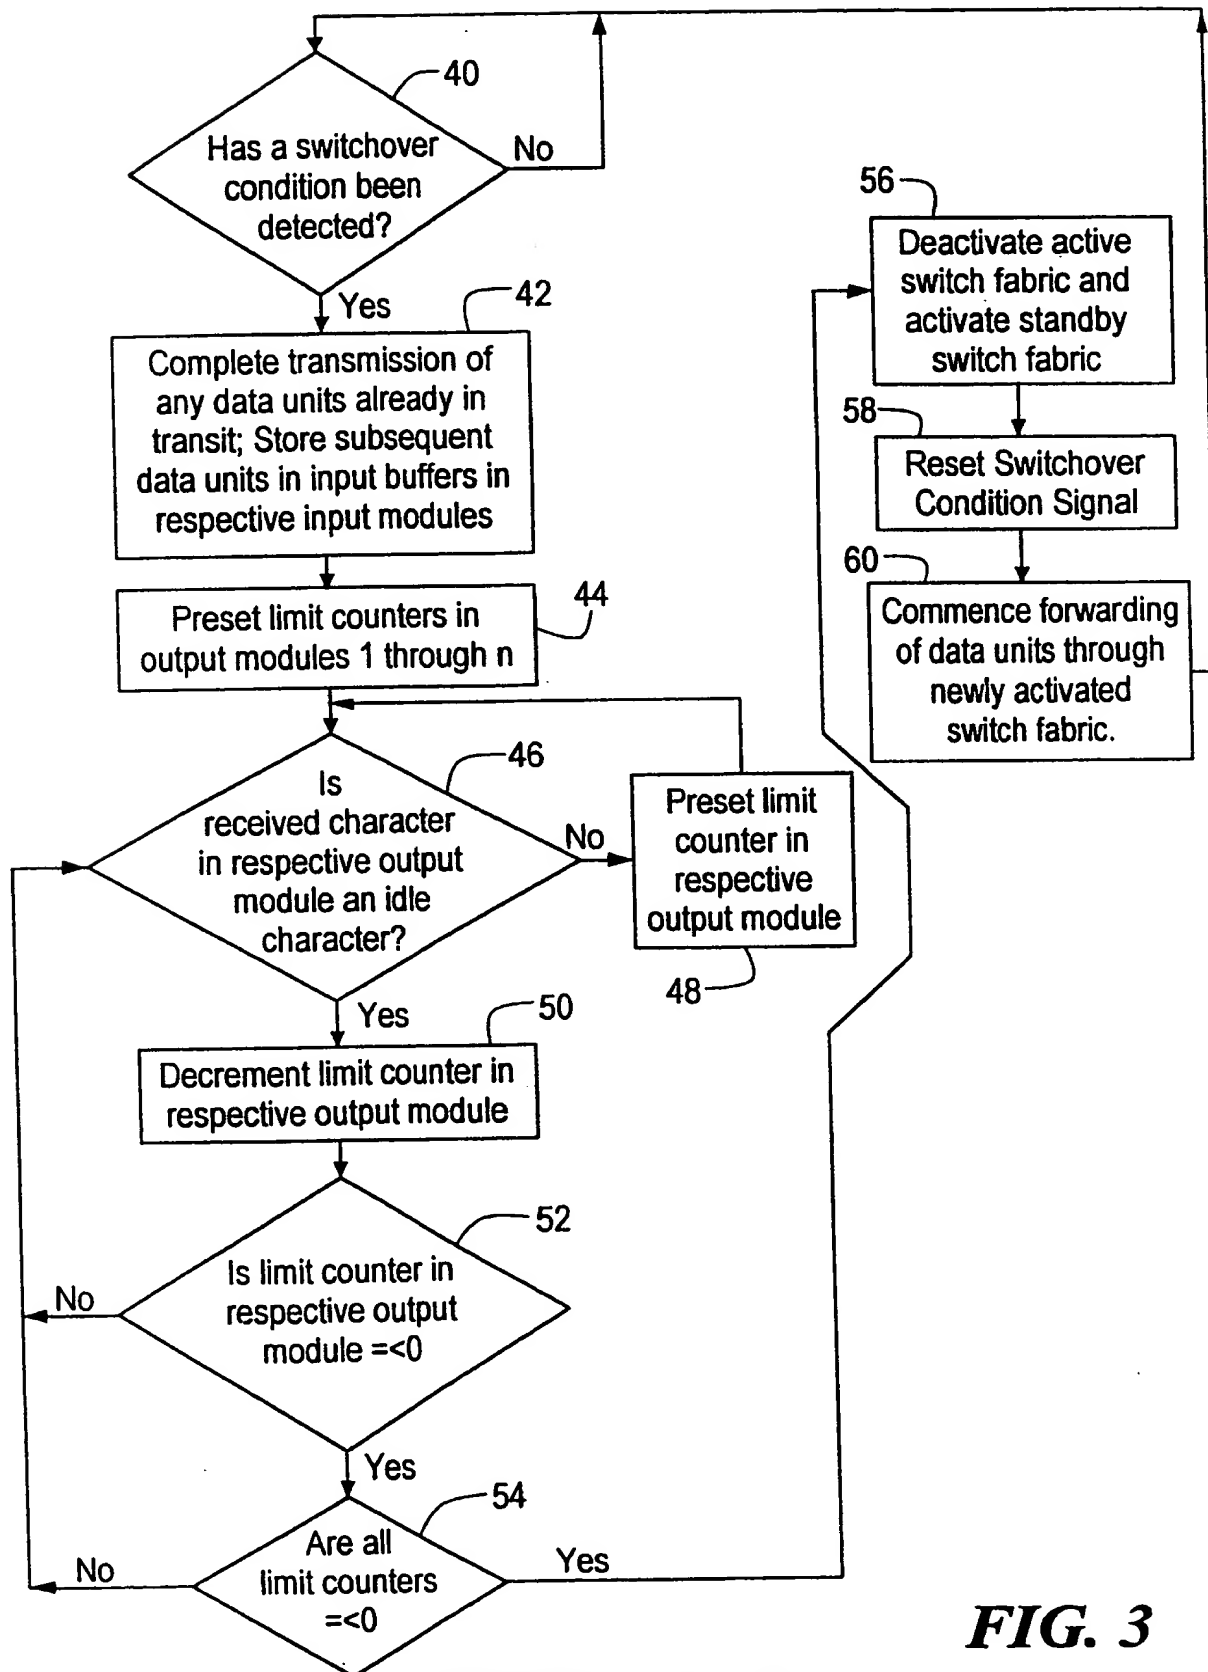 40
Has a switchover
condition been
detected?
No
Yes
42
Complete transmission of
any data units already in
transit; Store subsequent
data units in input buffers in
respective input modules
Preset limit counters in
output modules 1 through n
44
Is
received character
in respective output
module an idle
character?
46
No
Preset limit
counter in
respective
output module
48
Yes
50
Decrement limit counter in
respective output module
52
Is limit counter in
respective output
module =<0
No
Yes
54
Are all
limit counters
=<0
No
Yes
56
Deactivate active
switch fabric and
activate standby
switch fabric
58
Reset Switchover
Condition Signal
60
Commence forwarding
of data units through
newly activated
switch fabric.
FIG. 3